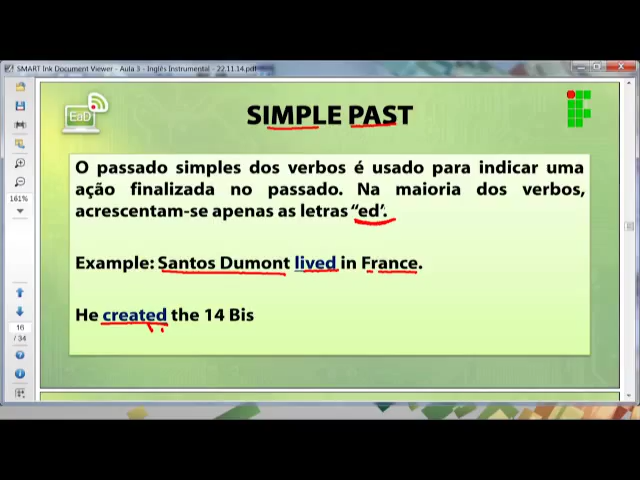 SMART Ink Document Viewer - Aula 3 - Inglês Instrumental - 22.11.14.pdf
EaD
SIMPLE PAST
O passado simples dos verbos é usado para indicar uma
ação finalizada no passado. Na maioria dos verbos,
acrescentam-se apenas as letras “ed’.
Example: Santos Dumont lived in France.
He created the 14 Bis
161%
16
/ 34